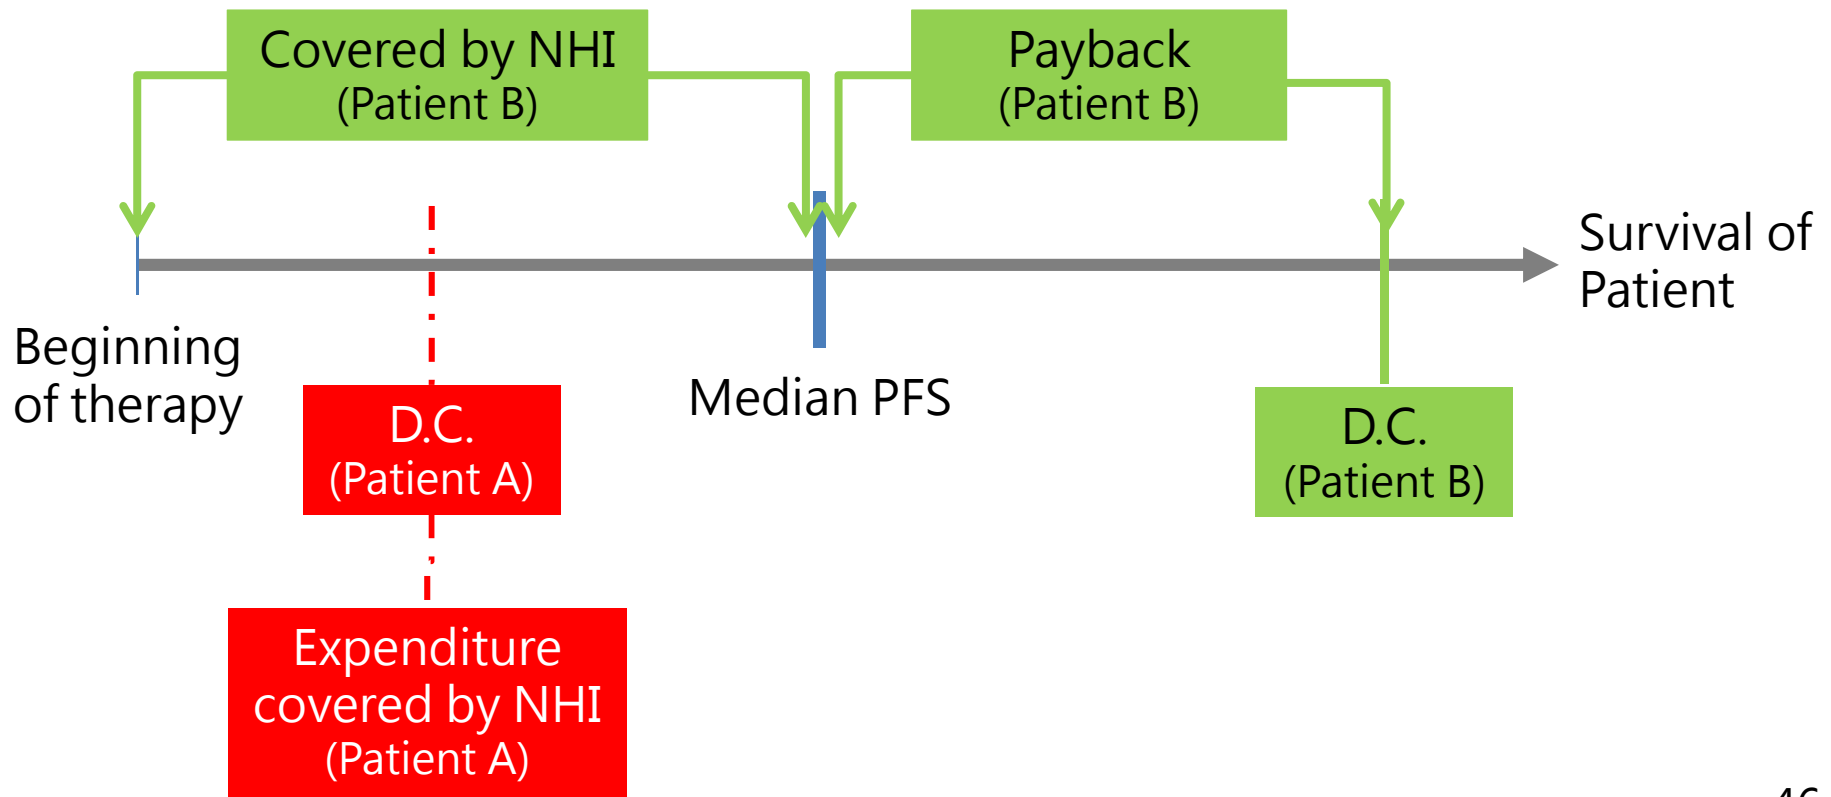 Covered by NHI
(Patient B)
Payback
(Patient B)
Survival of
Patient
Beginning
of therapy
Median PFS
D.C.
(Patient A)
D.C.
(Patient B)
Expenditure
covered by NHI
(Patient A)